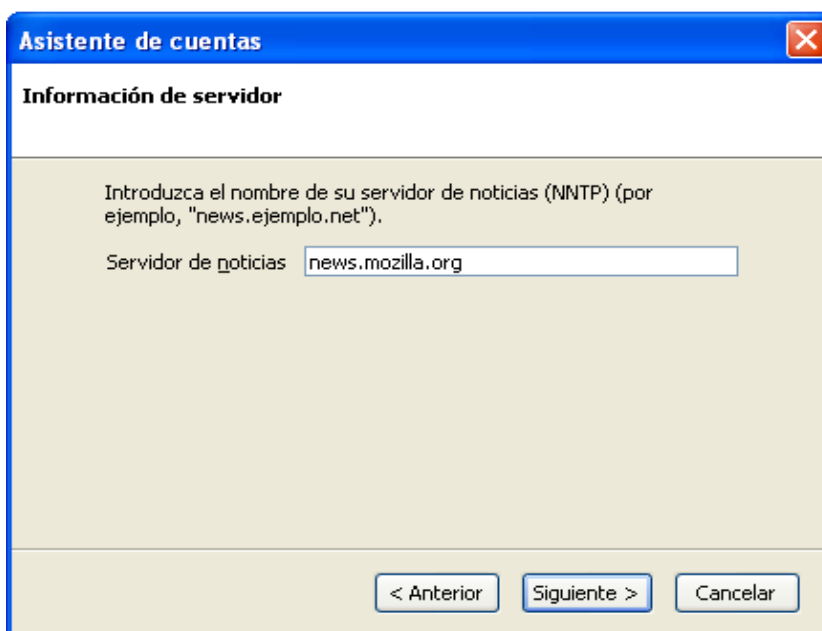 Asistente de cuentas
Información de servidor
Introduzca el nombre de su servidor de noticias (NNTP) (por
ejemplo, "news.ejemplo.net").
Servidor de noticias news.mozilla.org
< Anterior Siguiente > Cancelar